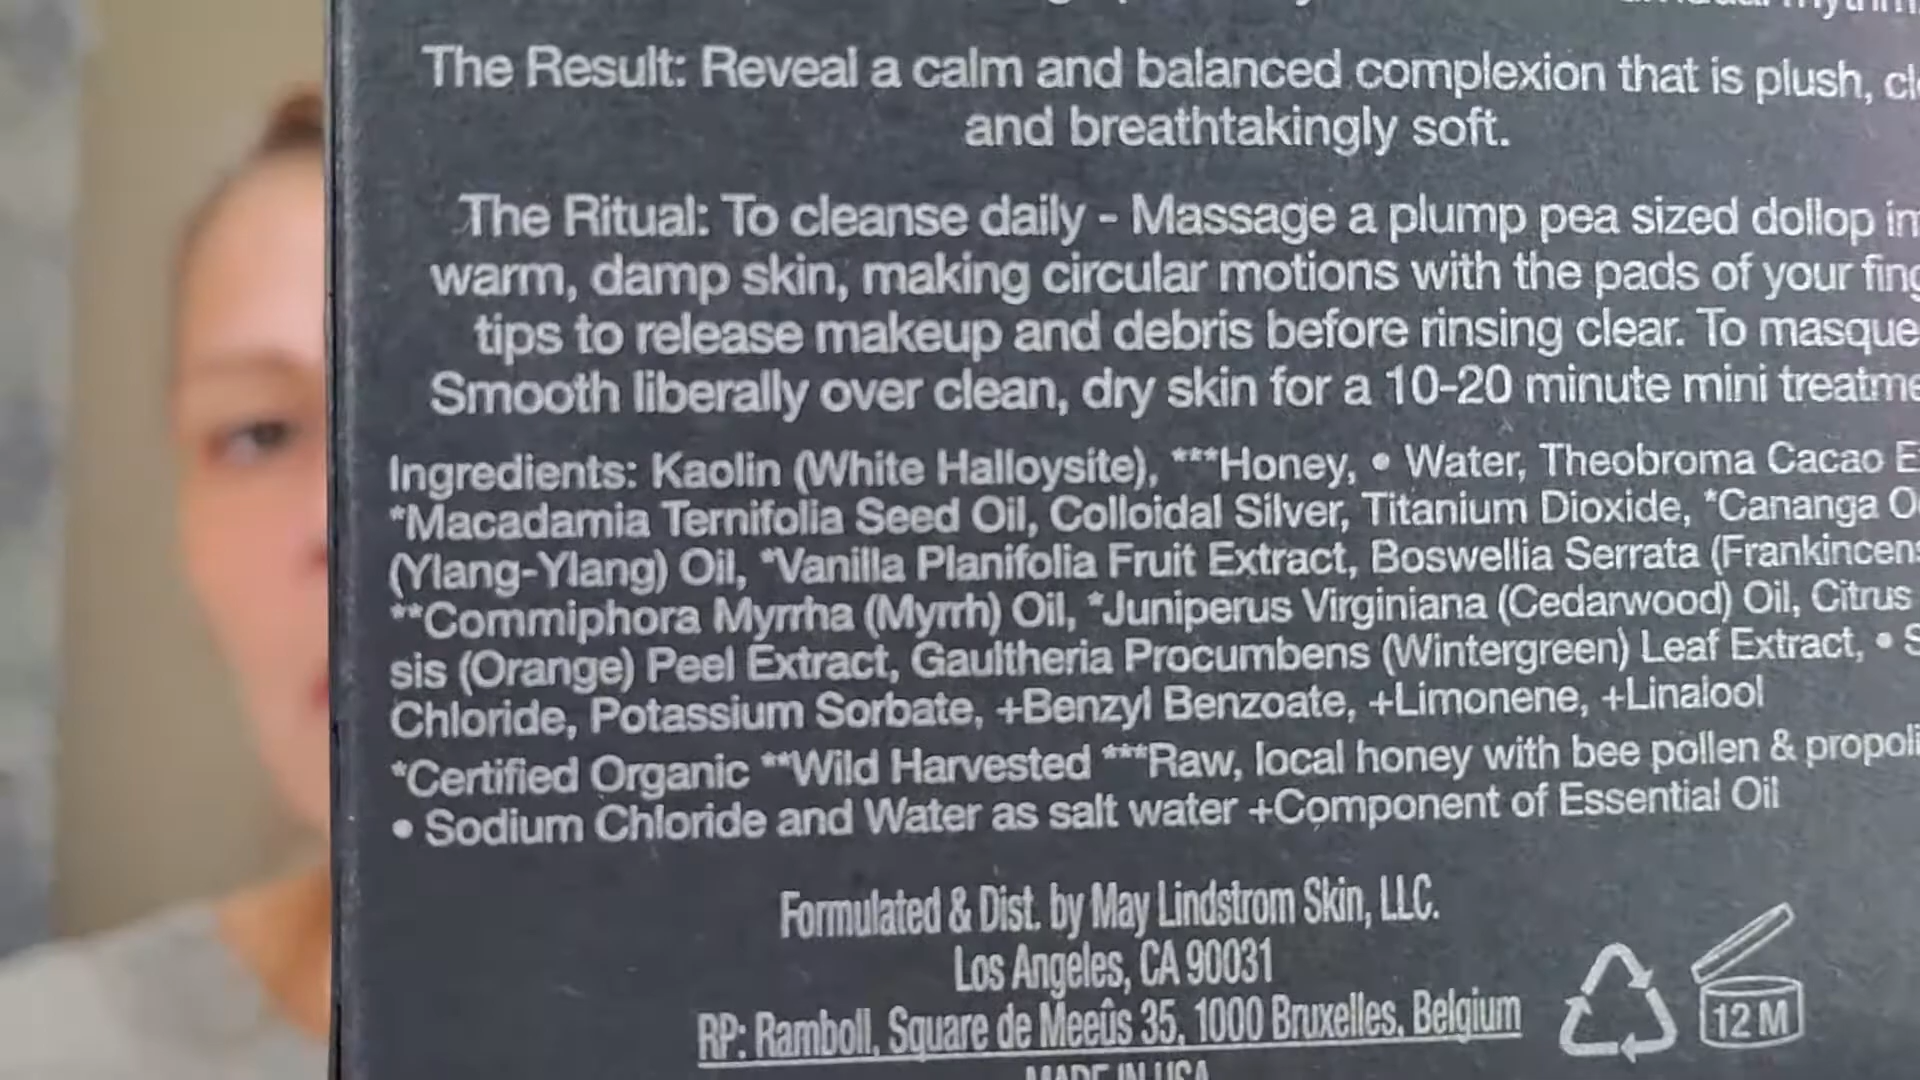 The Result: Reveal a calm and balanced complexion that is plush,
and breathtakingly soft.
The Ritual: To cleanse daily - Massage a plump pea sized dollop
warm, damp skin, making circular motions with the pads of your
tips to release makeup and debris before rinsing clear. To masque
Smooth liberally over clean, dry skin for a 10-20 minute mini
Ingredients: Kaolin (White Halloysite), ***Honey, • Water, Theobroma Cacao
*Macadamia Ternifolia Seed Oil, Colloidal Silver, Titanium Dioxide, *Cananga
(Ylang-Ylang) Oil, *Vanilla Planifolia Fruit Extract, Boswellia Serrata
**Commiphora Myrrha (Myrrh) Oil, *Juniperus Virginiana (Cedarwood) Oil, Citrus
sis (Orange) Peel Extract, Gaultheria Procumbens (Wintergreen) Leaf Extract, •
Chloride, Potassium Sorbate, +Benzyl Benzoate, +Limonene, +Linalool
*Certified Organic **Wild Harvested ***Raw, local honey with bee pollen &
• Sodium Chloride and Water as salt water +Component of Essential Oil
Formulated & Dist. by May Lindstrom Skin, LLC.
Los Angeles, CA 90031
RP: Ramboll, Square de Meeûs 35, 1000 Bruxelles, Belgium
12 M
MADE IN USA